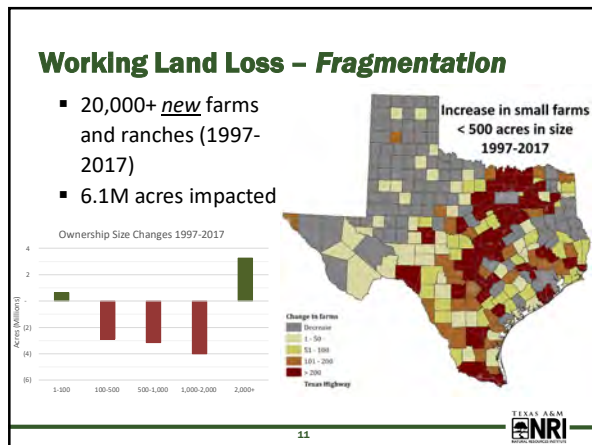 Working Land Loss – Fragmentation
▪ 20,000+ new farms
and ranches (1997-
2017)
▪ 6.1M acres impacted
Increase in small farms
< 500 acres in size
1997-2017
Ownership Size Changes 1997-2017
Acres (Millions)
4
2
-
(2)
(4)
(6)
1-100
100-500
500-1,000
1,000-2,000
2,000+
Change in farms
Decrease
1 - 50
51 - 100
101 - 200
> 200
Texas Highway
11
TEXAS A&M
NRI
NATURAL RESOURCES INSTITUTE